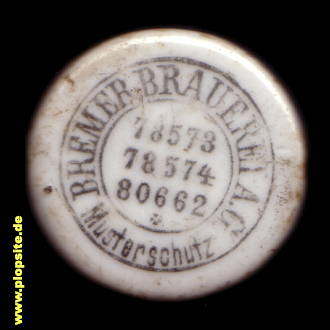 BREMER BRAUEREI A.G.
78573
78574
80662
Musterschutz
www.plopsite.de